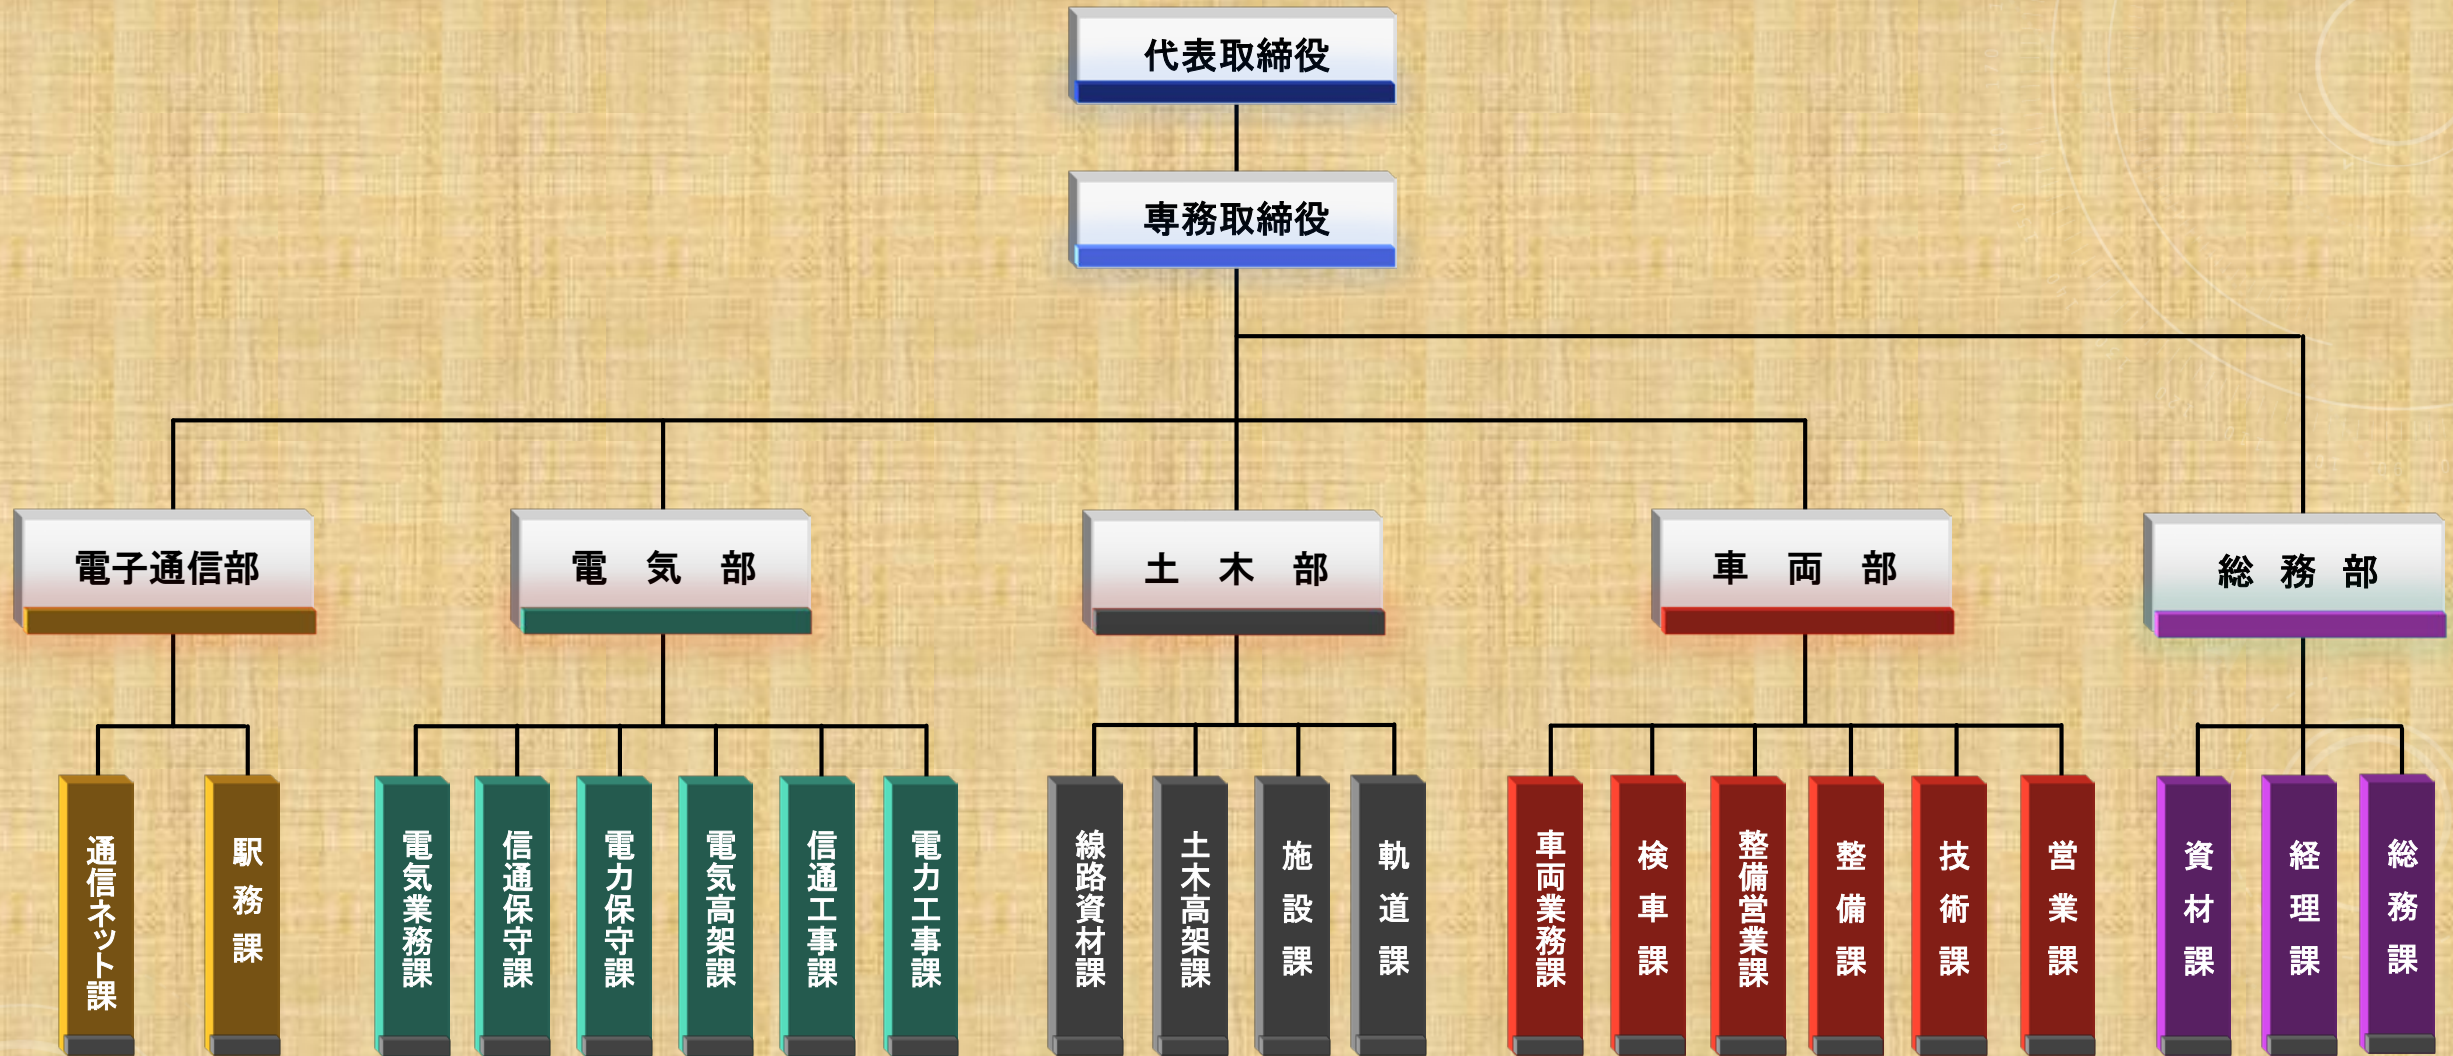 代表取締役
専務取締役
電子通信部
電　気　部
土　木　部
車　両　部
総　務　部
通信ネット課
駅務課
電気業務課
信通保守課
電力保守課
電気高架課
信通工事課
電力工事課
線路資材課
土木高架課
施設課
軌道課
車両業務課
検車課
整備営業課
整備課
技術課
営業課
資材課
経理課
総務課